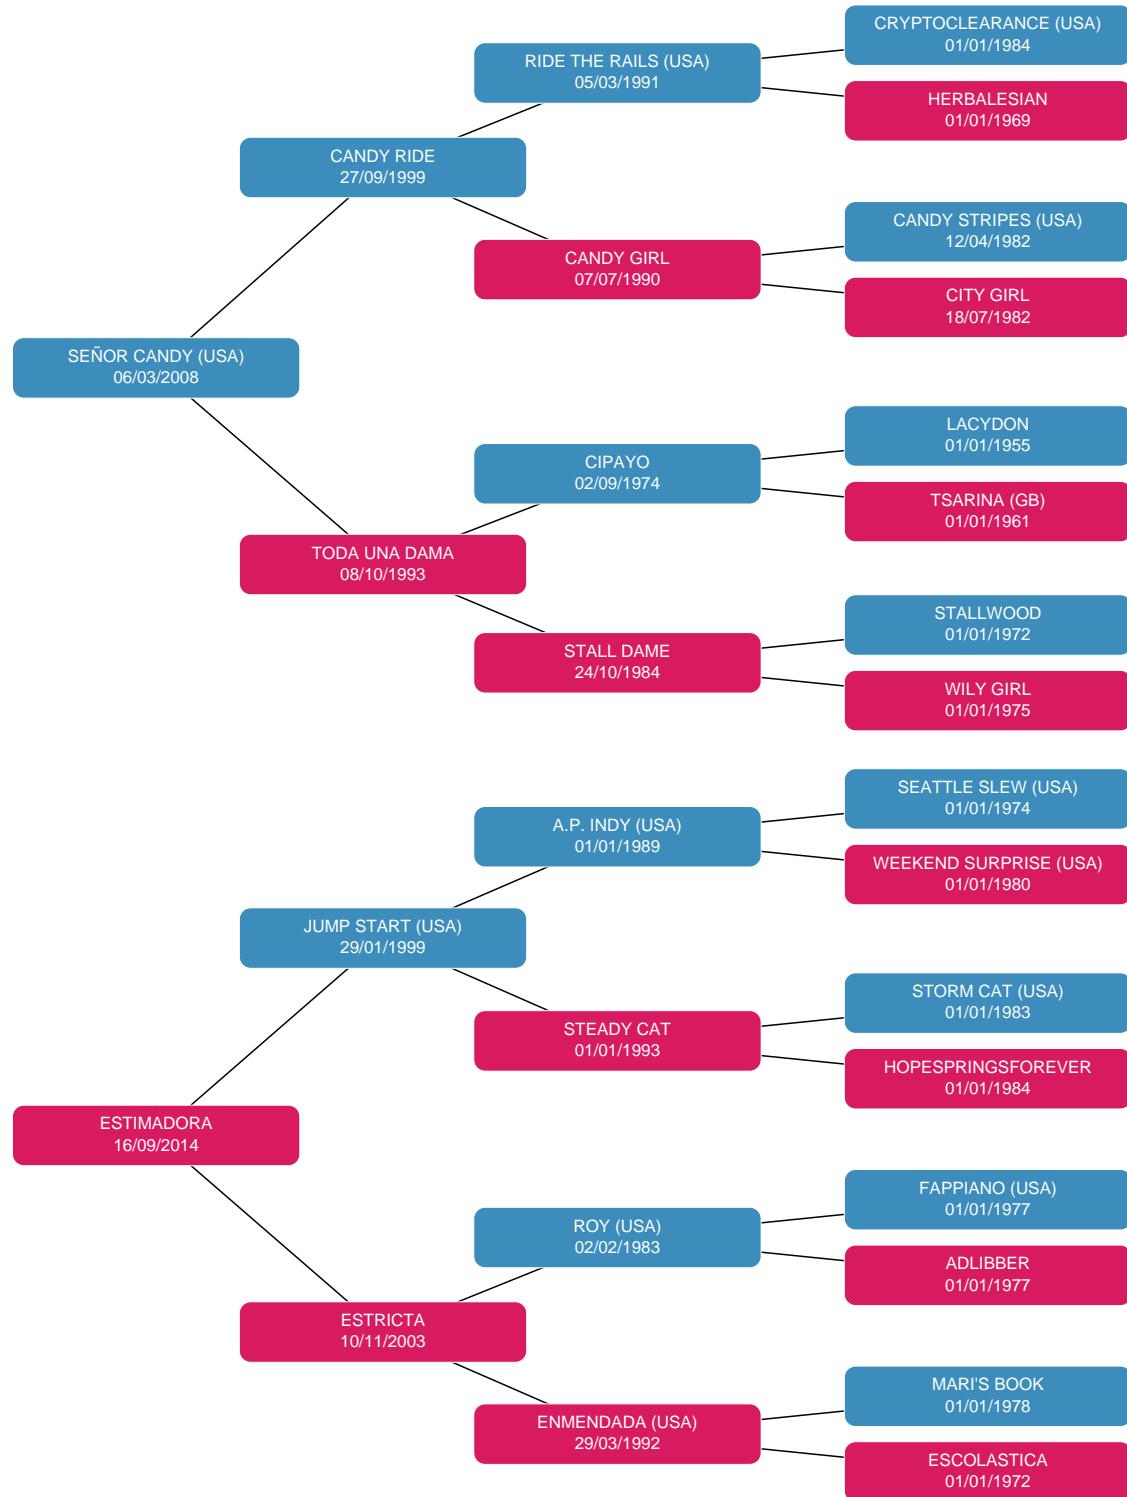 CRYPTOCLEARANCE (USA)
01/01/1984
RIDE THE RAILS (USA)
05/03/1991
HERBALESIAN
01/01/1969
CANDY RIDE
27/09/1999
CANDY STRIPES (USA)
12/04/1982
CANDY GIRL
07/07/1990
CITY GIRL
18/07/1982
SEÑOR CANDY (USA)
06/03/2008
LACYDON
01/01/1955
CIPAYO
02/09/1974
TSARINA (GB)
01/01/1961
TODA UNA DAMA
08/10/1993
STALLWOOD
01/01/1972
STALL DAME
24/10/1984
WILY GIRL
01/01/1975
SEATTLE SLEW (USA)
01/01/1974
A.P. INDY (USA)
01/01/1989
WEEKEND SURPRISE (USA)
01/01/1980
JUMP START (USA)
29/01/1999
STORM CAT (USA)
01/01/1983
STEADY CAT
01/01/1993
HOPESPRINGSFOREVER
01/01/1984
ESTIMADORA
16/09/2014
FAPPIANO (USA)
01/01/1977
ROY (USA)
02/02/1983
ADLIBBER
01/01/1977
ESTRICTA
10/11/2003
MARI'S BOOK
01/01/1978
ENMENDADA (USA)
29/03/1992
ESCOLASTICA
01/01/1972